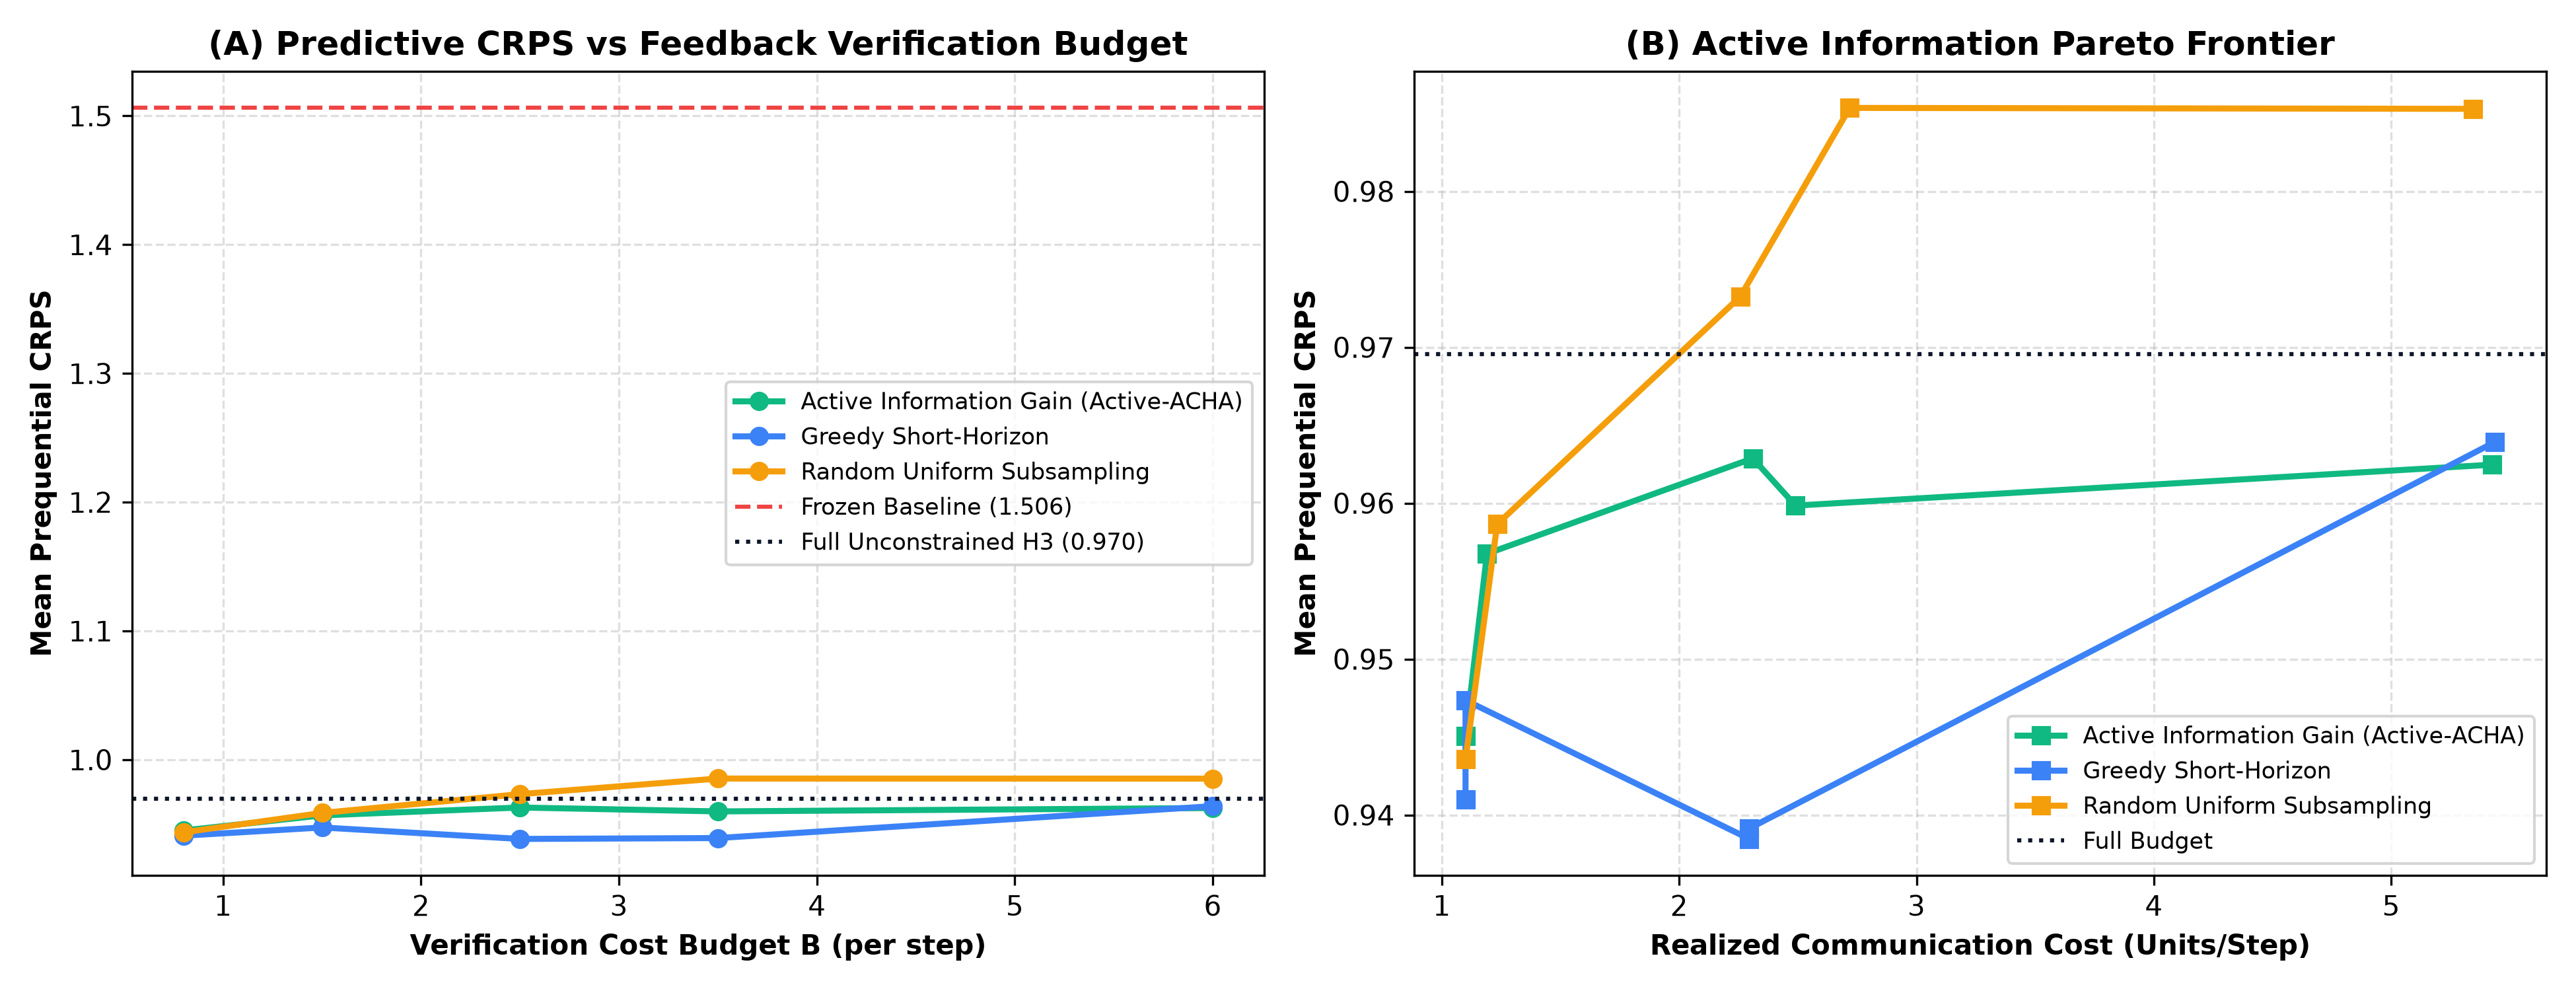 (A) Predictive CRPS vs Feedback Verification Budget
Mean Prequential CRPS
1.5
1.4
1.3
1.2
1.1
1.0
Active Information Gain (Active-ACHA)
Greedy Short-Horizon
Random Uniform Subsampling
Frozen Baseline (1.506)
Full Unconstrained H3 (0.970)
1 2 3 4 5 6
Verification Cost Budget B (per step)
(B) Active Information Pareto Frontier
Mean Prequential CRPS
0.98
0.97
0.96
0.95
0.94
Active Information Gain (Active-ACHA)
Greedy Short-Horizon
Random Uniform Subsampling
Full Budget
1 2 3 4 5
Realized Communication Cost (Units/Step)